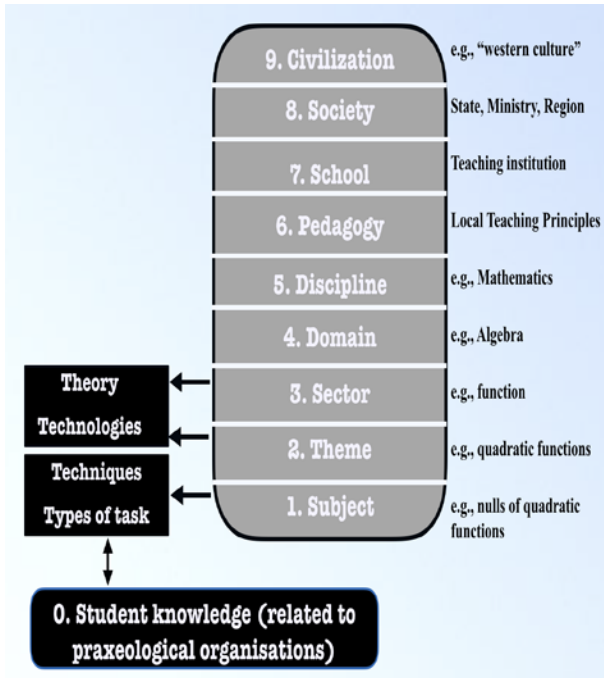 9. Civilization
e.g., “western culture”
8. Society
State, Ministry, Region
7. School
Teaching institution
6. Pedagogy
Local Teaching Principles
5. Discipline
e.g., Mathematics
4. Domain
e.g., Algebra
Theory
Technologies
3. Sector
e.g., function
2. Theme
e.g., quadratic functions
Techniques
Types of task
1. Subject
e.g., nulls of quadratic
functions
0. Student knowledge (related to
praxeological organisations)